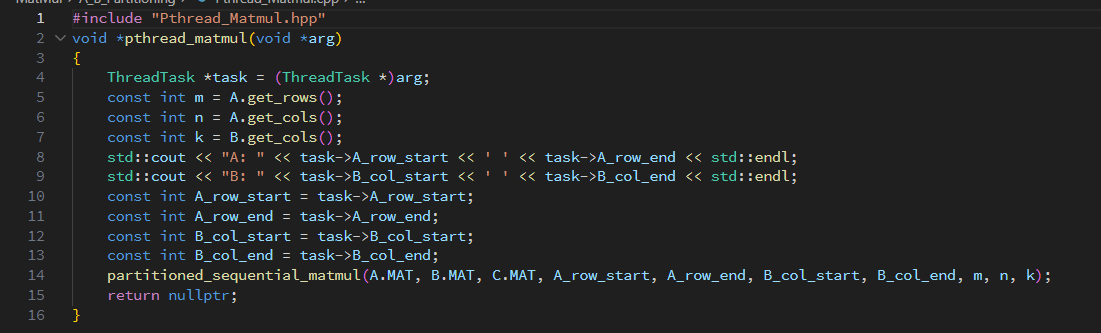 MatMul > A_B_Partitioning > Pthread_Matmul.cpp > ...
1 #include "Pthread_Matmul.hpp"
2 void *pthread_matmul(void *arg)
3 {
4 ThreadTask *task = (ThreadTask *)arg;
5 const int m = A.get_rows();
6 const int n = A.get_cols();
7 const int k = B.get_cols();
8 std::cout << "A: " << task->A_row_start << ' ' << task->A_row_end << std::endl;
9 std::cout << "B: " << task->B_col_start << ' ' << task->B_col_end << std::endl;
10 const int A_row_start = task->A_row_start;
11 const int A_row_end = task->A_row_end;
12 const int B_col_start = task->B_col_start;
13 const int B_col_end = task->B_col_end;
14 partitioned_sequential_matmul(A.MAT, B.MAT, C.MAT, A_row_start, A_row_end, B_col_start, B_col_end, m, n, k);
15 return nullptr;
16 }